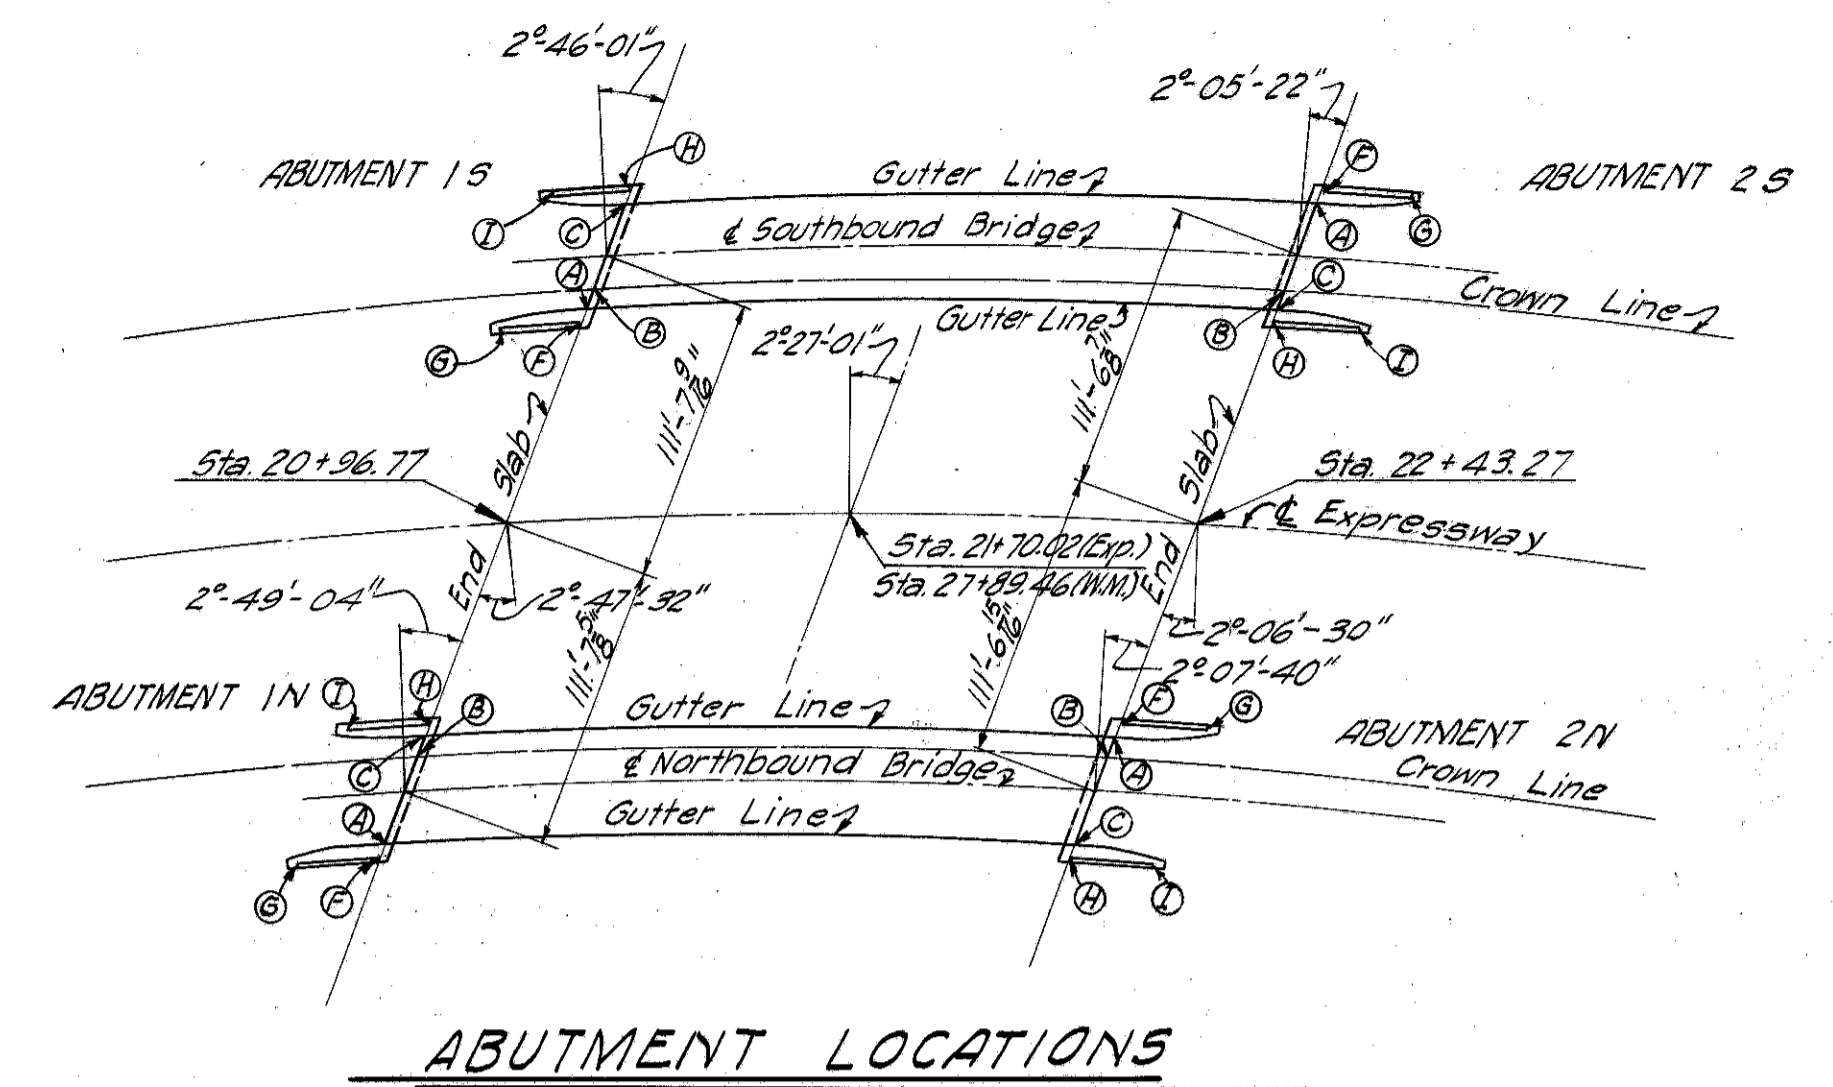 2°-46'-01"
2°-05'-22"
H
F
ABUTMENT 1S
Gutter Line
ABUTMENT 2S
I
C
℄ Southbound Bridge
A
G
A
C
Crown Line
Gutter Line
B
B
G
F
H
I
2°-27'-01"
111'-7 9/16"
111'-6 7/8"
Slab
Slab
Sta. 20+96.77
Sta. 22+43.27
℄ Expressway
Sta. 21+70.02(Exp.)
Sta. 27+89.46(W.M.)
End
End
2°-49'-04"
2°-47'-32"
111'-7 5/8"
111'-6 15/16"
2°-06'-30"
2°-07'-40"
ABUTMENT 1N
I
H
B
Gutter Line
B
F
G
ABUTMENT 2N
Crown Line
C
℄ Northbound Bridge
A
A
Gutter Line
C
G
F
H
I
ABUTMENT LOCATIONS